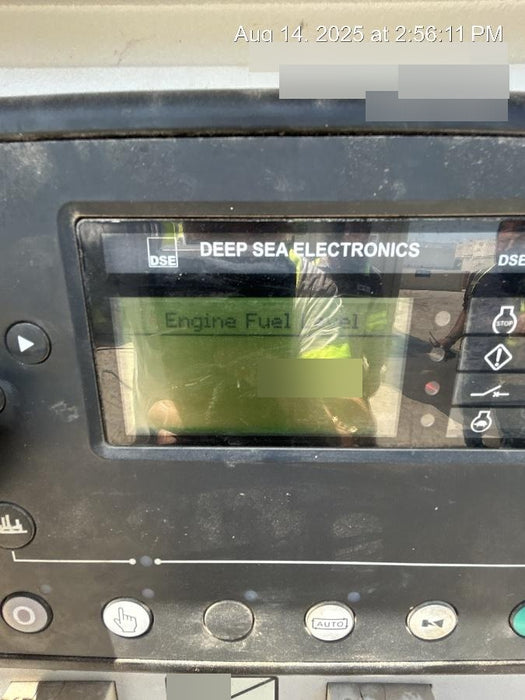 Aug 14, 2025 at 2:56:11 PM
DSE
DEEP SEA ELECTRONICS
DSE
Engine Fuel
STOP
AUTO